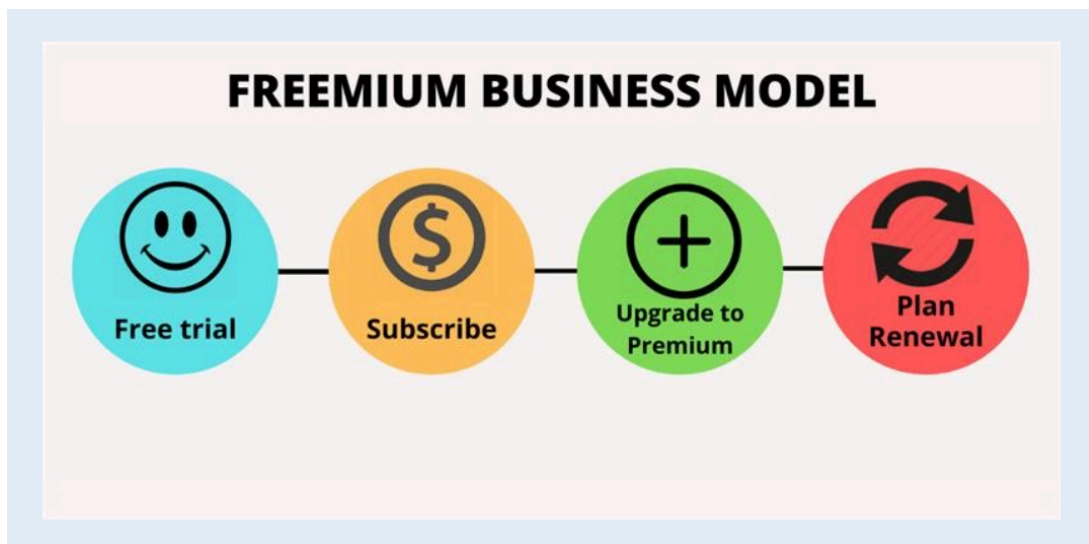 FREEMIUM BUSINESS MODEL
Free trial
Subscribe
Upgrade to
Premium
Plan
Renewal